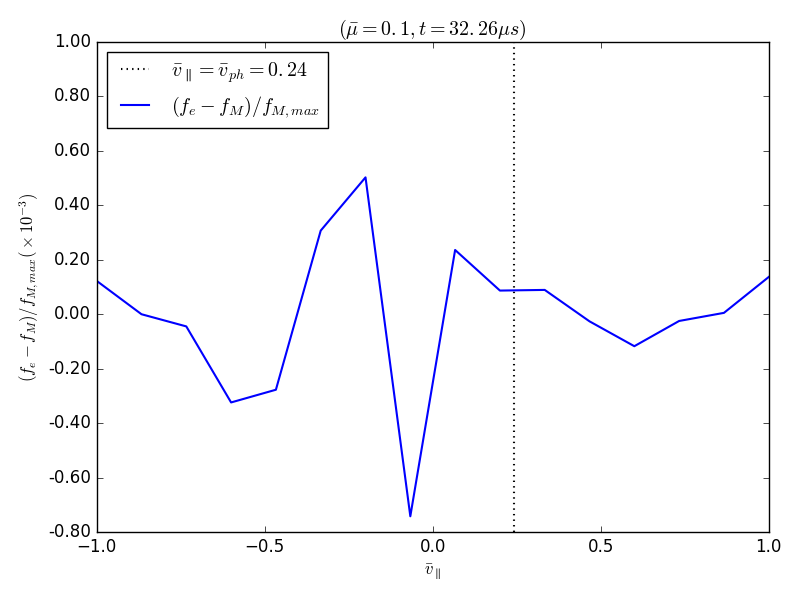 (μ̄ = 0.1, t = 32.26μs)
v̄∥ = v̄ph = 0.24
(fe − fM)/fM,max
1.00
0.80
0.60
0.40
0.20
0.00
-0.20
-0.40
-0.60
-0.80
(fe − fM)/fM,max(×10⁻³)
−1.0 −0.5 0.0 0.5 1.0
v̄∥